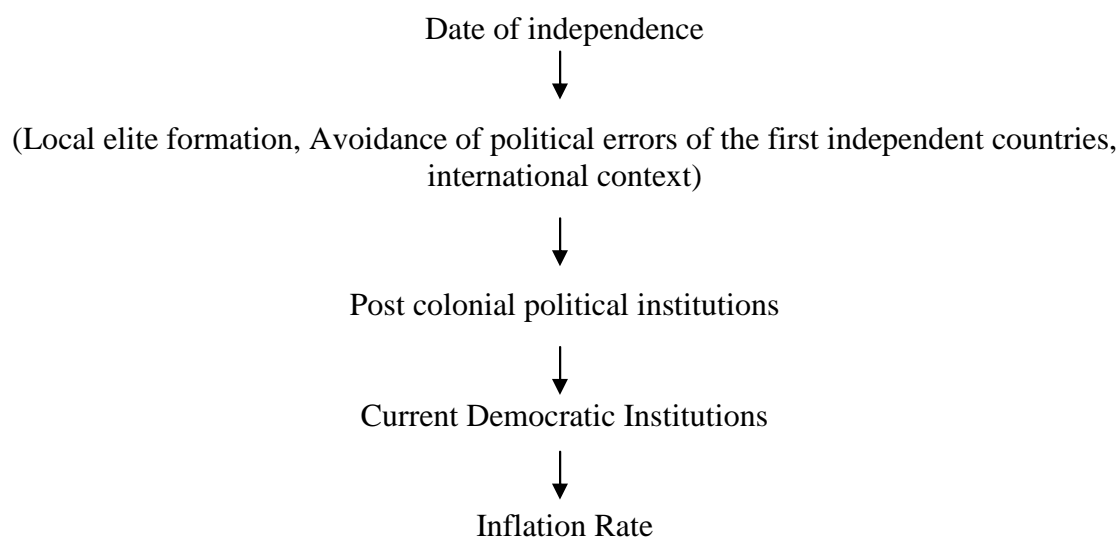 Date of independence
(Local elite formation, Avoidance of political errors of the first independent countries,
international context)
Post colonial political institutions
Current Democratic Institutions
Inflation Rate